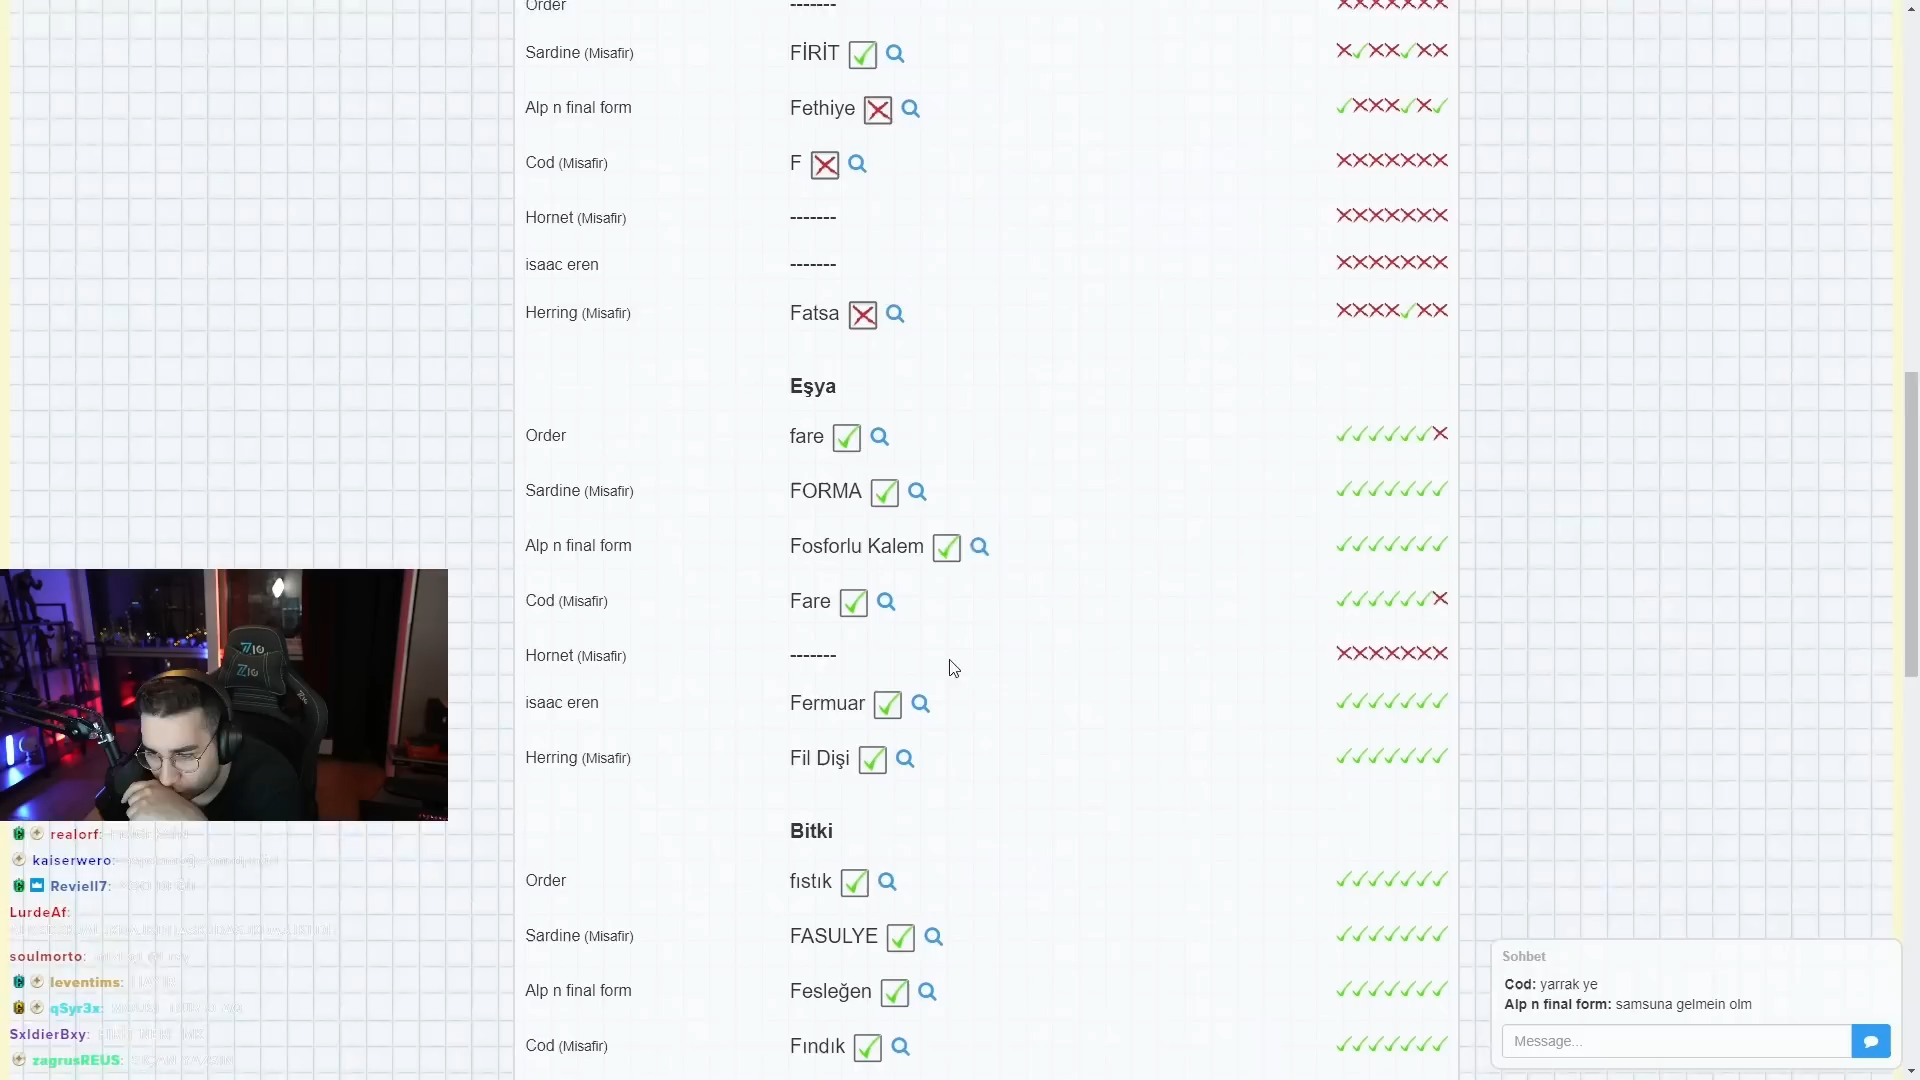 Order -------
Sardine (Misafir) FİRİT
Alp n final form Fethiye
Cod (Misafir) F
Hornet (Misafir) -------
isaac eren -------
Herring (Misafir) Fatsa
Eşya
Order fare
Sardine (Misafir) FORMA
Alp n final form Fosforlu Kalem
Cod (Misafir) Fare
Hornet (Misafir) -------
isaac eren Fermuar
Herring (Misafir) Fil Dişi
Bitki
Order fıstık
Sardine (Misafir) FASULYE
Alp n final form Fesleğen
Cod (Misafir) Fındık
realorf:
kaiserwero:
Reviell7:
LurdeAf:
soulmorto:
leventims:
qSyr3x:
SxldierBxy:
zagrusREUS:
Sohbet
Cod: yarrak ye
Alp n final form: samsuna gelmein olm
Message...